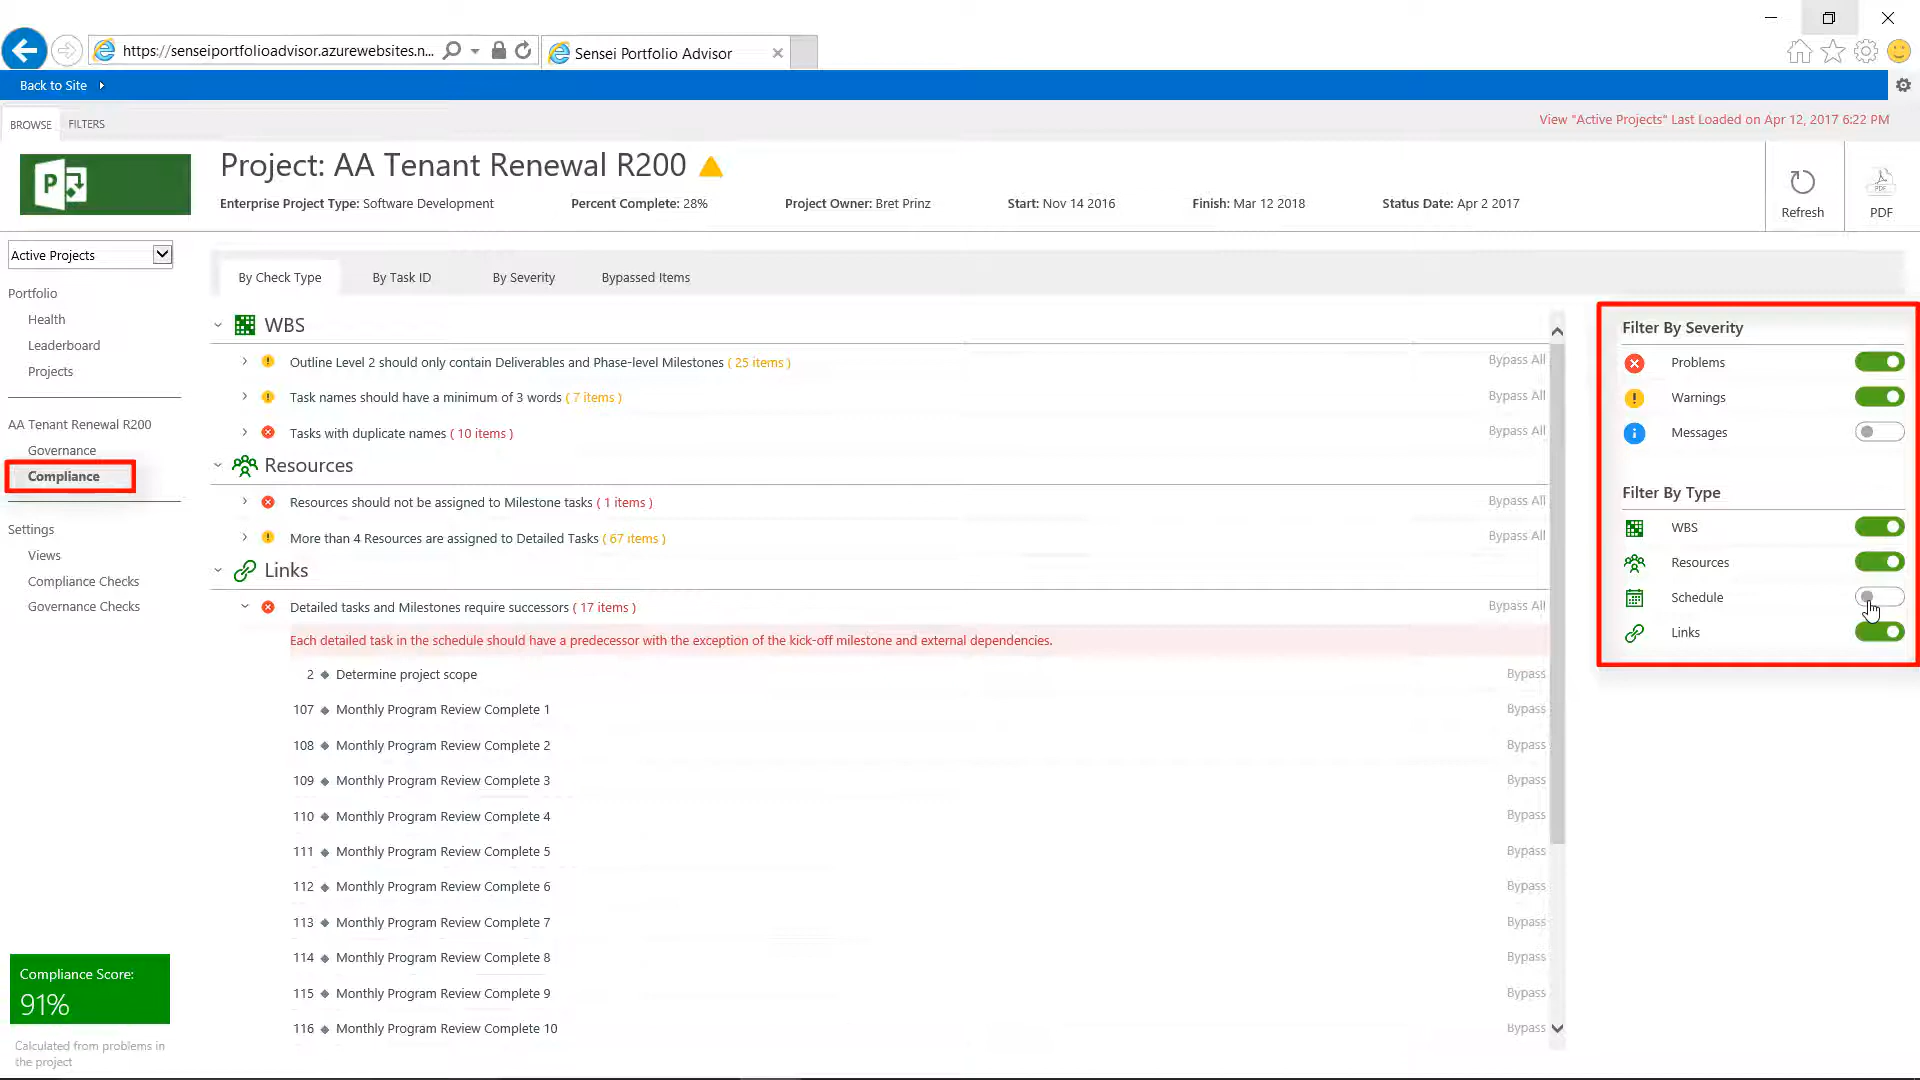 https://senseiportfolioadvisor.azurewebsites.n...
Sensei Portfolio Advisor
Back to Site
BROWSE
FILTERS
View "Active Projects" Last Loaded on Apr 12, 2017 6:22 PM
Project: AA Tenant Renewal R200
Enterprise Project Type: Software Development
Percent Complete: 28%
Project Owner: Bret Prinz
Start: Nov 14 2016
Finish: Mar 12 2018
Status Date: Apr 2 2017
Refresh
PDF
Active Projects
Portfolio
Health
Leaderboard
Projects
AA Tenant Renewal R200
Governance
Compliance
Settings
Views
Compliance Checks
Governance Checks
Compliance Score:
91%
Calculated from problems in
the project
By Check Type
By Task ID
By Severity
Bypassed Items
WBS
Outline Level 2 should only contain Deliverables and Phase-level Milestones ( 25 items ) Bypass All
Task names should have a minimum of 3 words ( 7 items ) Bypass All
Tasks with duplicate names ( 10 items ) Bypass All
Resources
Resources should not be assigned to Milestone tasks ( 1 items ) Bypass All
More than 4 Resources are assigned to Detailed Tasks ( 67 items ) Bypass All
Links
Detailed tasks and Milestones require successors ( 17 items ) Bypass All
Each detailed task in the schedule should have a predecessor with the exception of the kick-off milestone and external dependencies.
2 Determine project scope Bypass
107 Monthly Program Review Complete 1 Bypass
108 Monthly Program Review Complete 2 Bypass
109 Monthly Program Review Complete 3 Bypass
110 Monthly Program Review Complete 4 Bypass
111 Monthly Program Review Complete 5 Bypass
112 Monthly Program Review Complete 6 Bypass
113 Monthly Program Review Complete 7 Bypass
114 Monthly Program Review Complete 8 Bypass
115 Monthly Program Review Complete 9 Bypass
116 Monthly Program Review Complete 10 Bypass
Filter By Severity
Problems
Warnings
Messages
Filter By Type
WBS
Resources
Schedule
Links